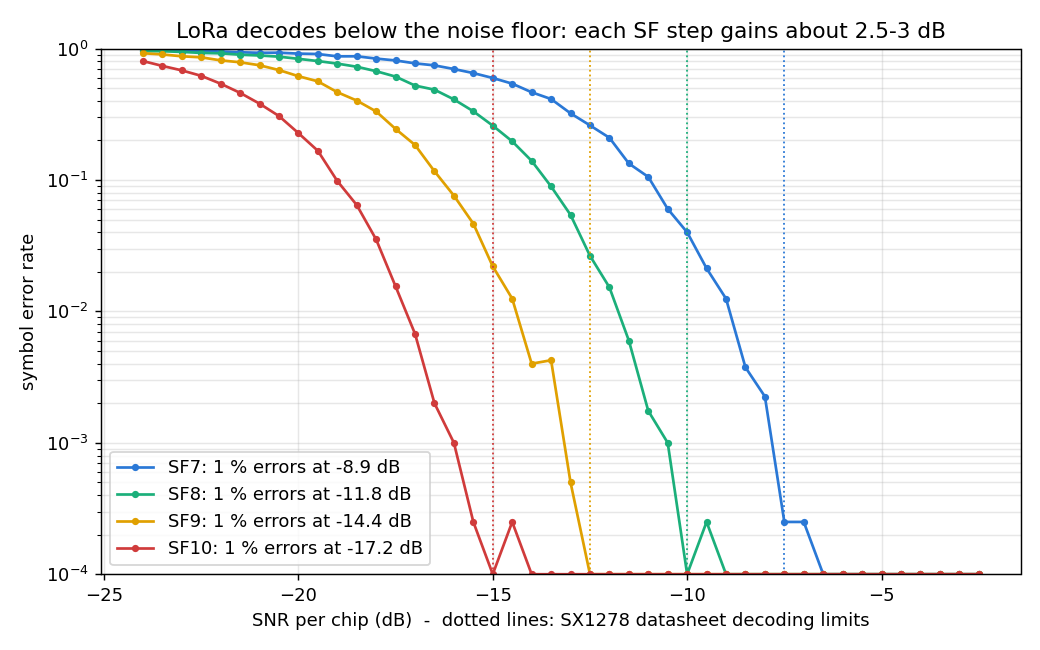 LoRa decodes below the noise floor: each SF step gains about 2.5-3 dB
symbol error rate
10⁰
10⁻¹
10⁻²
10⁻³
10⁻⁴
SF7: 1 % errors at -8.9 dB
SF8: 1 % errors at -11.8 dB
SF9: 1 % errors at -14.4 dB
SF10: 1 % errors at -17.2 dB
−25 −20 −15 −10 −5
SNR per chip (dB)  -  dotted lines: SX1278 datasheet decoding limits